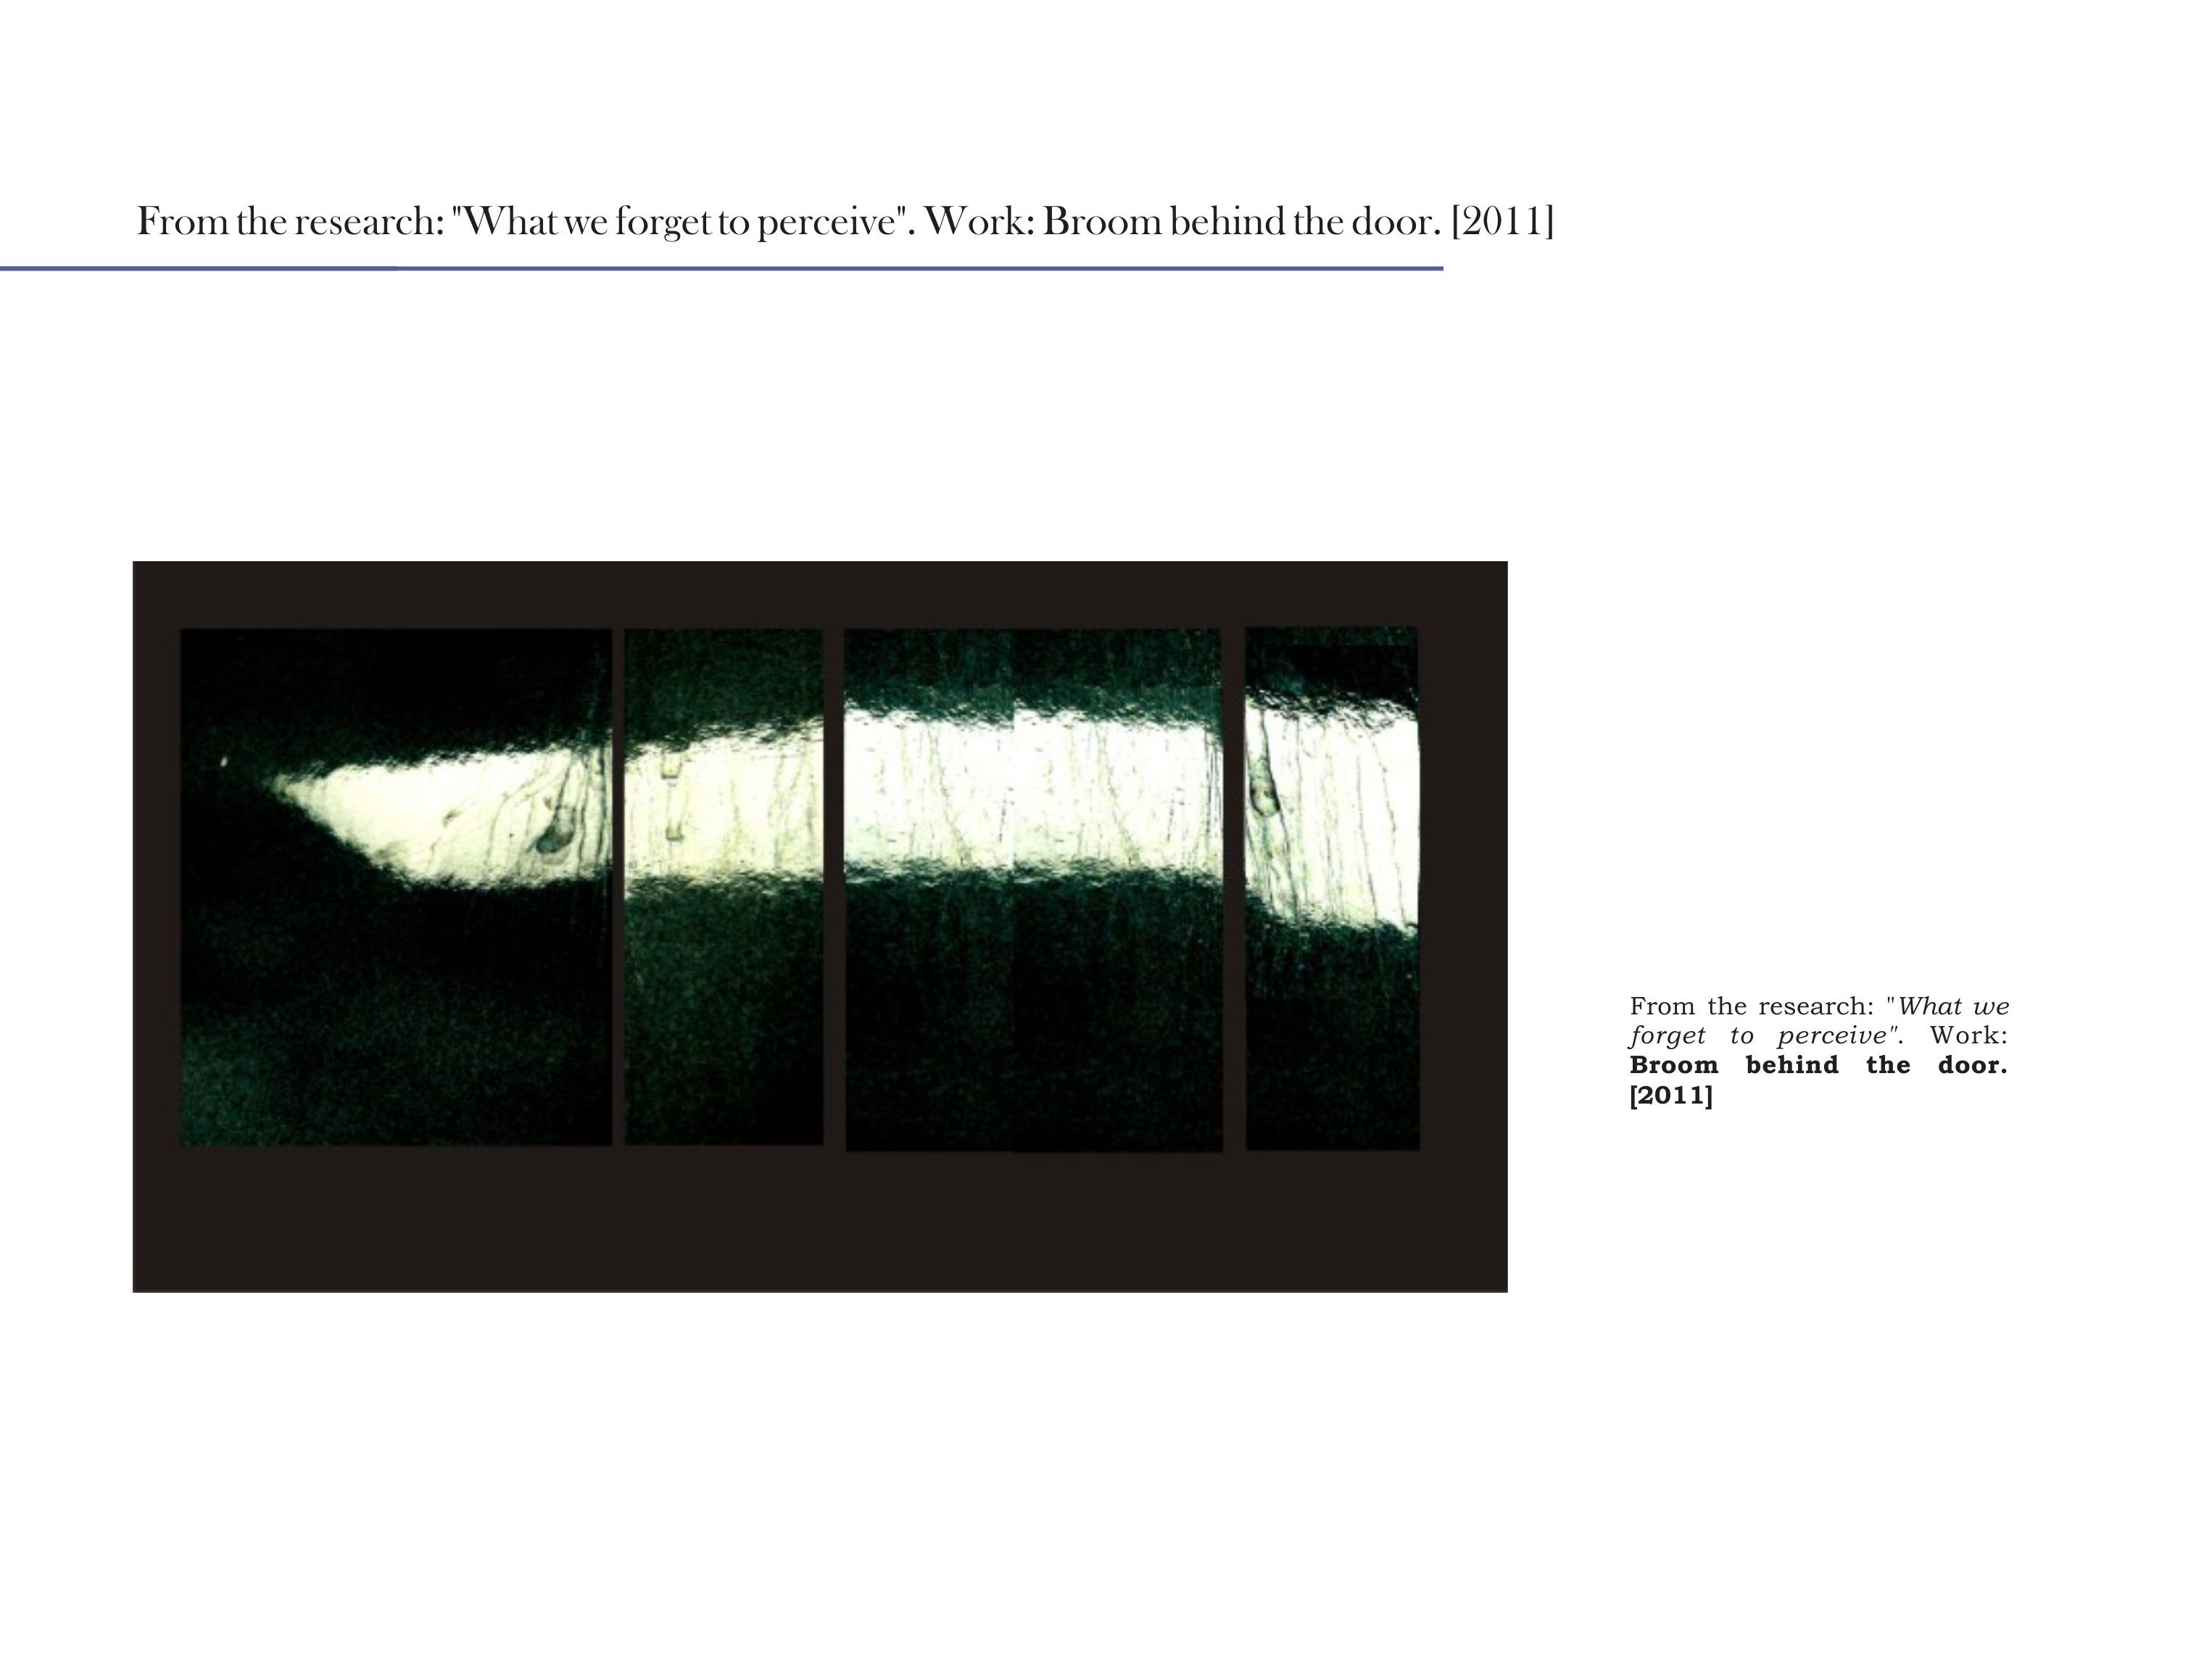 From the research: "What we forget to perceive". Work: Broom behind the door. [2011]
From the research: "What we
forget to perceive". Work:
Broom behind the door.
[2011]